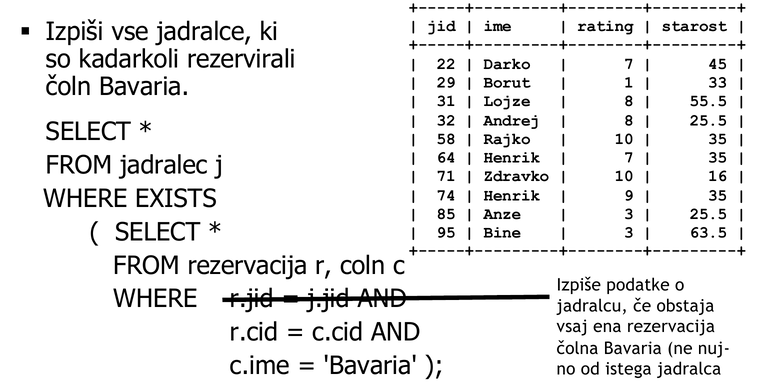 ▪ Izpiši vse jadralce, ki
so kadarkoli rezervirali
čoln Bavaria.
SELECT *
FROM jadralec j
WHERE EXISTS
( SELECT *
FROM rezervacija r, coln c
WHERE r.jid = j.jid AND
r.cid = c.cid AND
c.ime = 'Bavaria' );
+-----+---------+--------+---------+
| jid | ime | rating | starost |
+-----+---------+--------+---------+
| 22 | Darko | 7 | 45 |
| 29 | Borut | 1 | 33 |
| 31 | Lojze | 8 | 55.5 |
| 32 | Andrej | 8 | 25.5 |
| 58 | Rajko | 10 | 35 |
| 64 | Henrik | 7 | 35 |
| 71 | Zdravko | 10 | 16 |
| 74 | Henrik | 9 | 35 |
| 85 | Anze | 3 | 25.5 |
| 95 | Bine | 3 | 63.5 |
+-----+---------+--------+---------+
Izpiše podatke o
jadralcu, če obstaja
vsaj ena rezervacija
čolna Bavaria (ne nuj-
no od istega jadralca